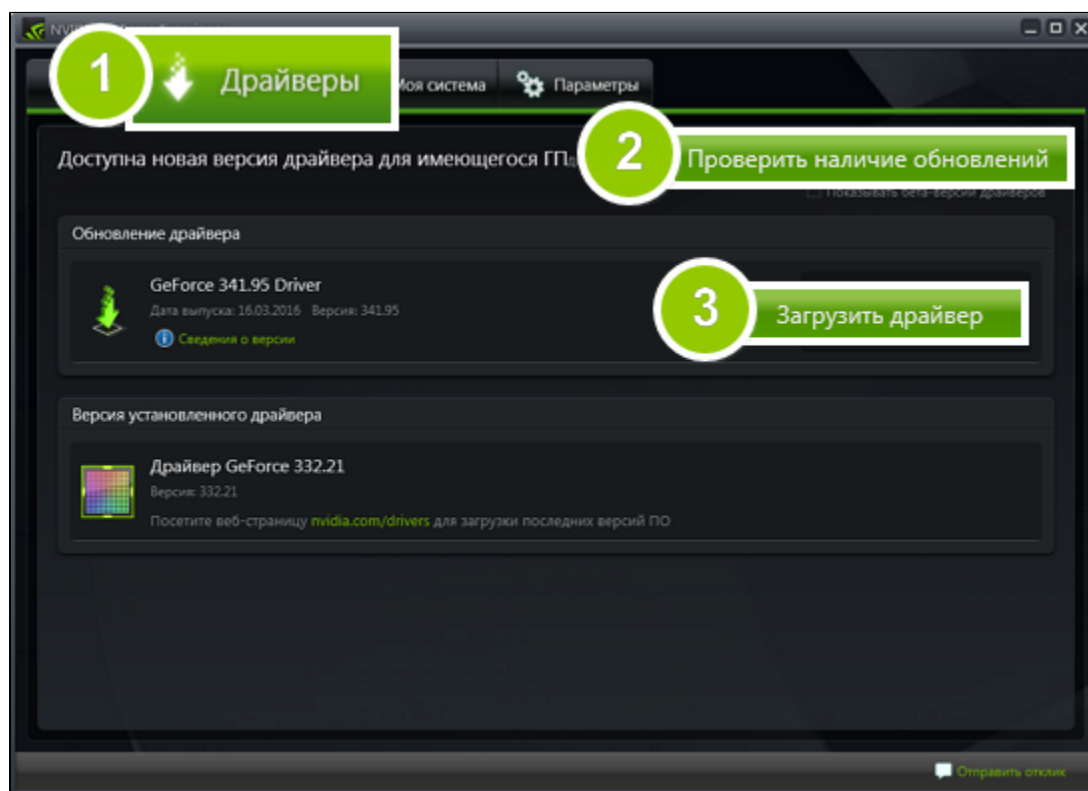 1
Драйверы
Моя система
Параметры
Доступна новая версия драйвера для имеющегося ГП
2
Проверить наличие обновлений
Показывать бета-версии драйверов
Обновление драйвера
GeForce 341.95 Driver
Дата выпуска: 16.03.2016 Версия: 341.95
Сведения о версии
3
Загрузить драйвер
Версия установленного драйвера
Драйвер GeForce 332.21
Версия: 332.21
Посетите веб-страницу nvidia.com/drivers для загрузки последних версий ПО
Отправить отклик